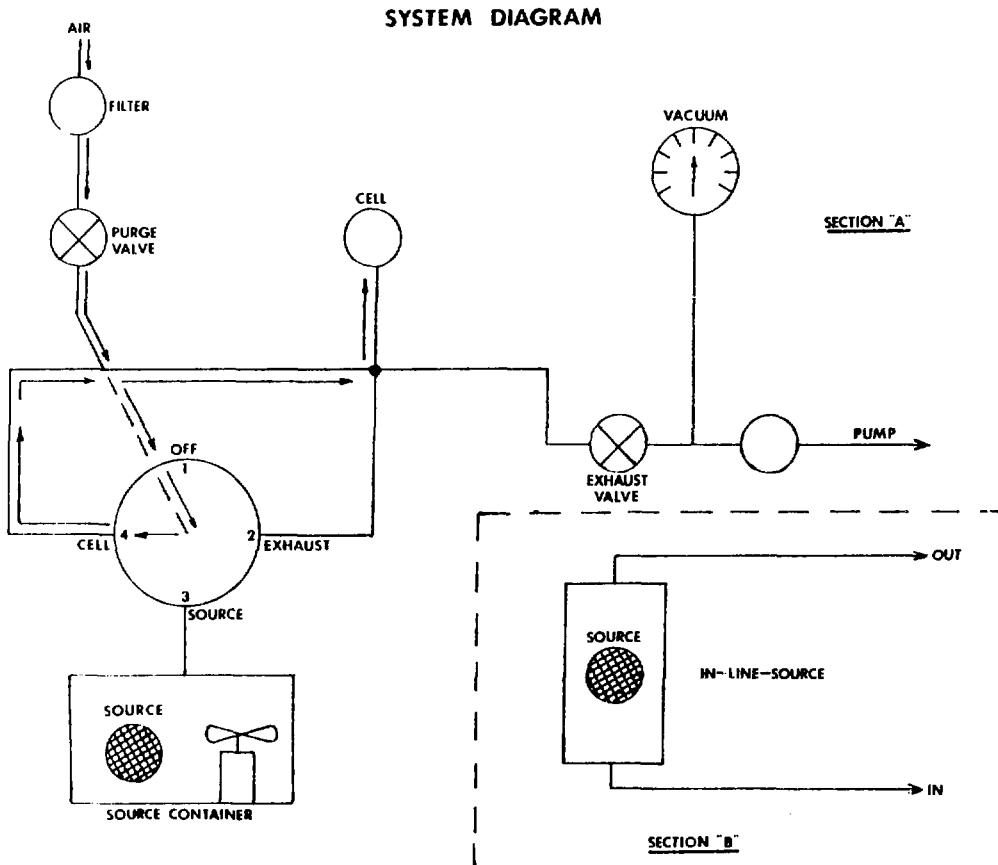 SYSTEM DIAGRAM
AIR
FILTER
VACUUM
CELL
SECTION "A"
PURGE
VALVE
OFF
1
PUMP
EXHAUST
VALVE
4
2
CELL
EXHAUST
3
SOURCE
OUT
SOURCE
IN-LINE-SOURCE
SOURCE
IN
SOURCE CONTAINER
SECTION "B"